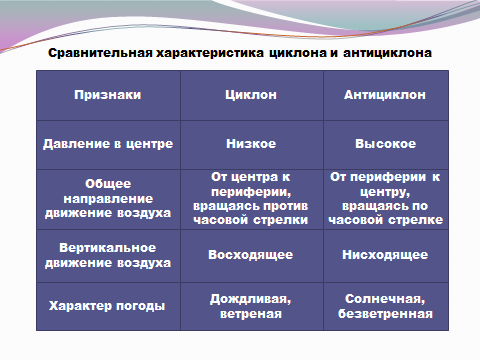 Сравнительная характеристика циклона и антициклона
Признаки
Циклон
Антициклон
Давление в центре
Низкое
Высокое
Общее
направление
движение воздуха
От центра к
периферии,
вращаясь против
часовой стрелки
От периферии к
центру,
вращаясь по
часовой стрелке
Вертикальное
движение воздуха
Восходящее
Нисходящее
Характер погоды
Дождливая,
ветреная
Солнечная,
безветренная